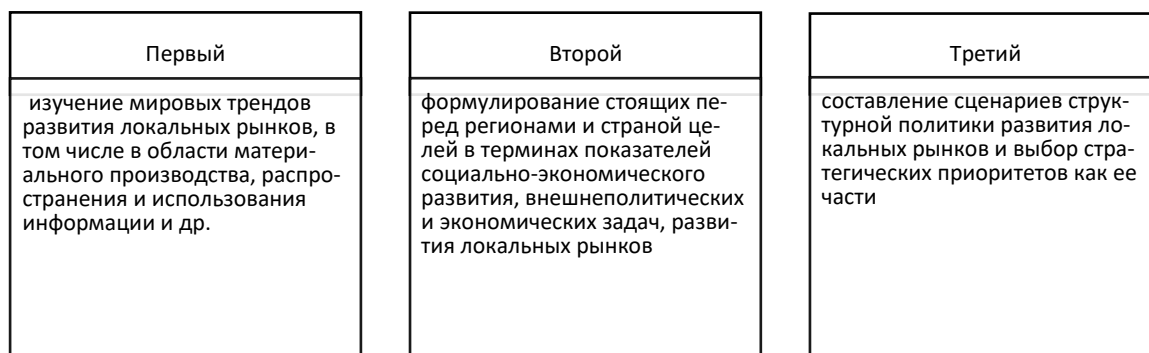 Первый
изучение мировых трендов
развития локальных рынков, в
том числе в области матери-
ального производства, распро-
странения и использования
информации и др.
Второй
формулирование стоящих пе-
ред регионами и страной це-
лей в терминах показателей
социально-экономического
развития, внешнеполитических
и экономических задач, разви-
тия локальных рынков
Третий
составление сценариев струк-
турной политики развития ло-
кальных рынков и выбор стра-
тегических приоритетов как ее
части